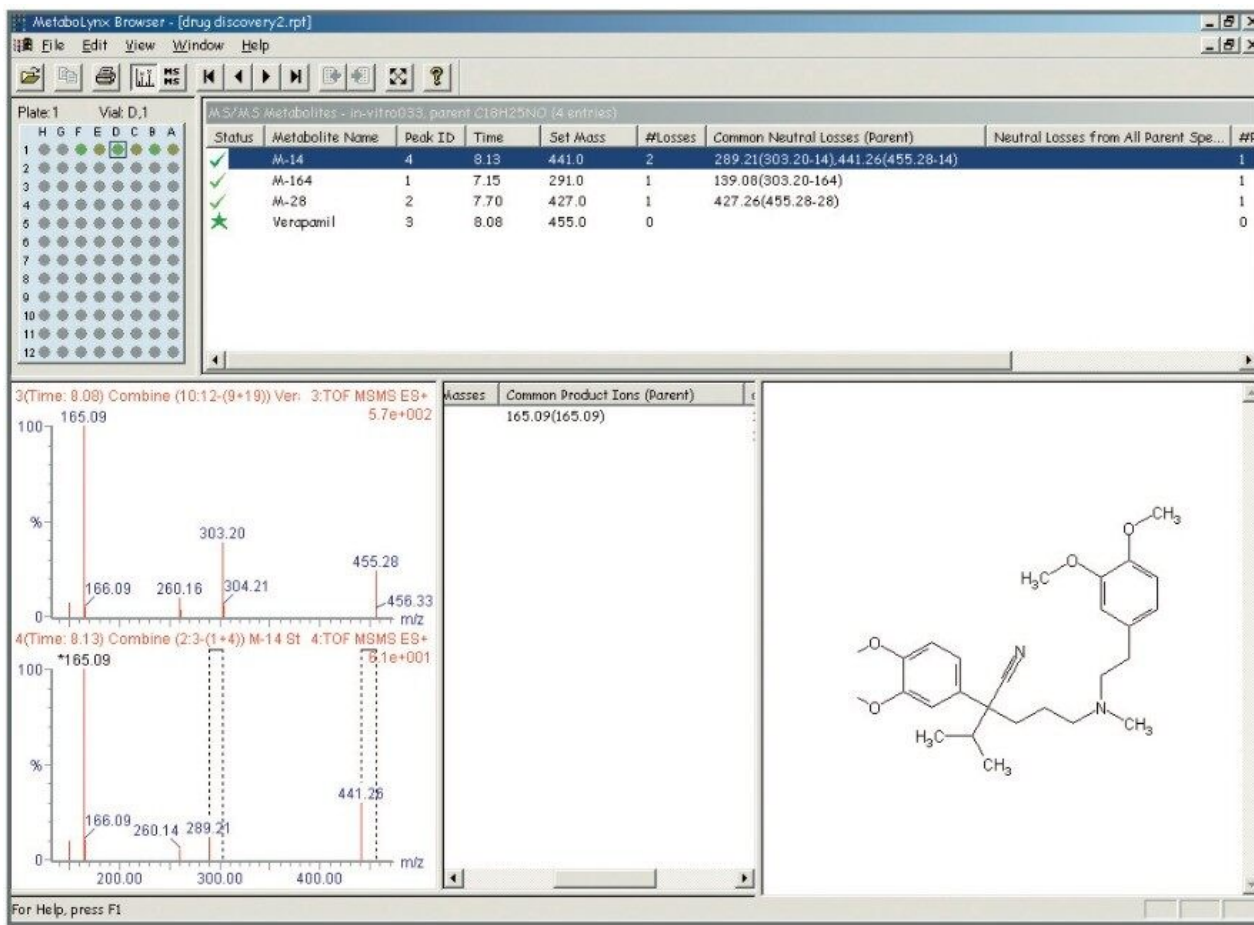 MetaboLynx Browser - [drug discovery2.rpt]
File Edit View Window Help
MS
MS
Plate:1 Vial: D,1
H G F E D C B A
1
2
3
4
5
6
7
8
9
10
11
12
MS/MS Metabolites - in-vitro033, parent C18H25NO (4 entries)
Status Metabolite Name Peak ID Time Set Mass #Losses Common Neutral Losses (Parent) Neutral Losses from All Parent Spe... #P
M-14 4 8.13 441.0 2 289.21(303.20-14),441.26(455.28-14) 1
M-164 1 7.15 291.0 1 139.08(303.20-164) 1
M-28 2 7.70 427.0 1 427.26(455.28-28) 1
Verapamil 3 8.08 455.0 0 0
3(Time: 8.08) Combine (10:12-(9+19)) Ver: 3:TOF MSMS ES+
5.7e+002
165.09
100
%
303.20
455.28
166.09
260.16
304.21
456.33
0
m/z
4(Time: 8.13) Combine (2:3-(1+4)) M-14 St 4:TOF MSMS ES+
6.1e+001
*165.09
100
%
441.26
166.09
260.14
289.21
0
m/z
200.00 300.00 400.00
Masses Common Product Ions (Parent)
165.09(165.09)
CH3
O
O
H3C
N
O
O
N
CH3
H3C
CH3
For Help, press F1